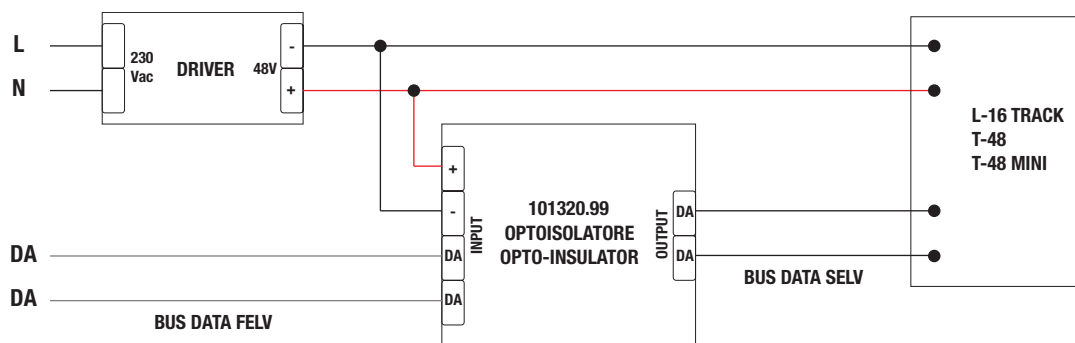 L
N
230
Vac
DRIVER
48V
-
+
L-16 TRACK
T-48
T-48 MINI
+
-
DA
DA
INPUT
101320.99
OPTOISOLATORE
OPTO-INSULATOR
OUTPUT
DA
DA
DA
DA
BUS DATA FELV
BUS DATA SELV